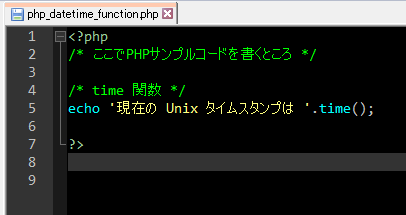 php_datetime_function.php
1 <?php
2 /* ここでPHPサンプルコードを書くところ */
3
4 /* time 関数 */
5 echo '現在の Unix タイムスタンプは '.time();
6
7 ?>
8
9